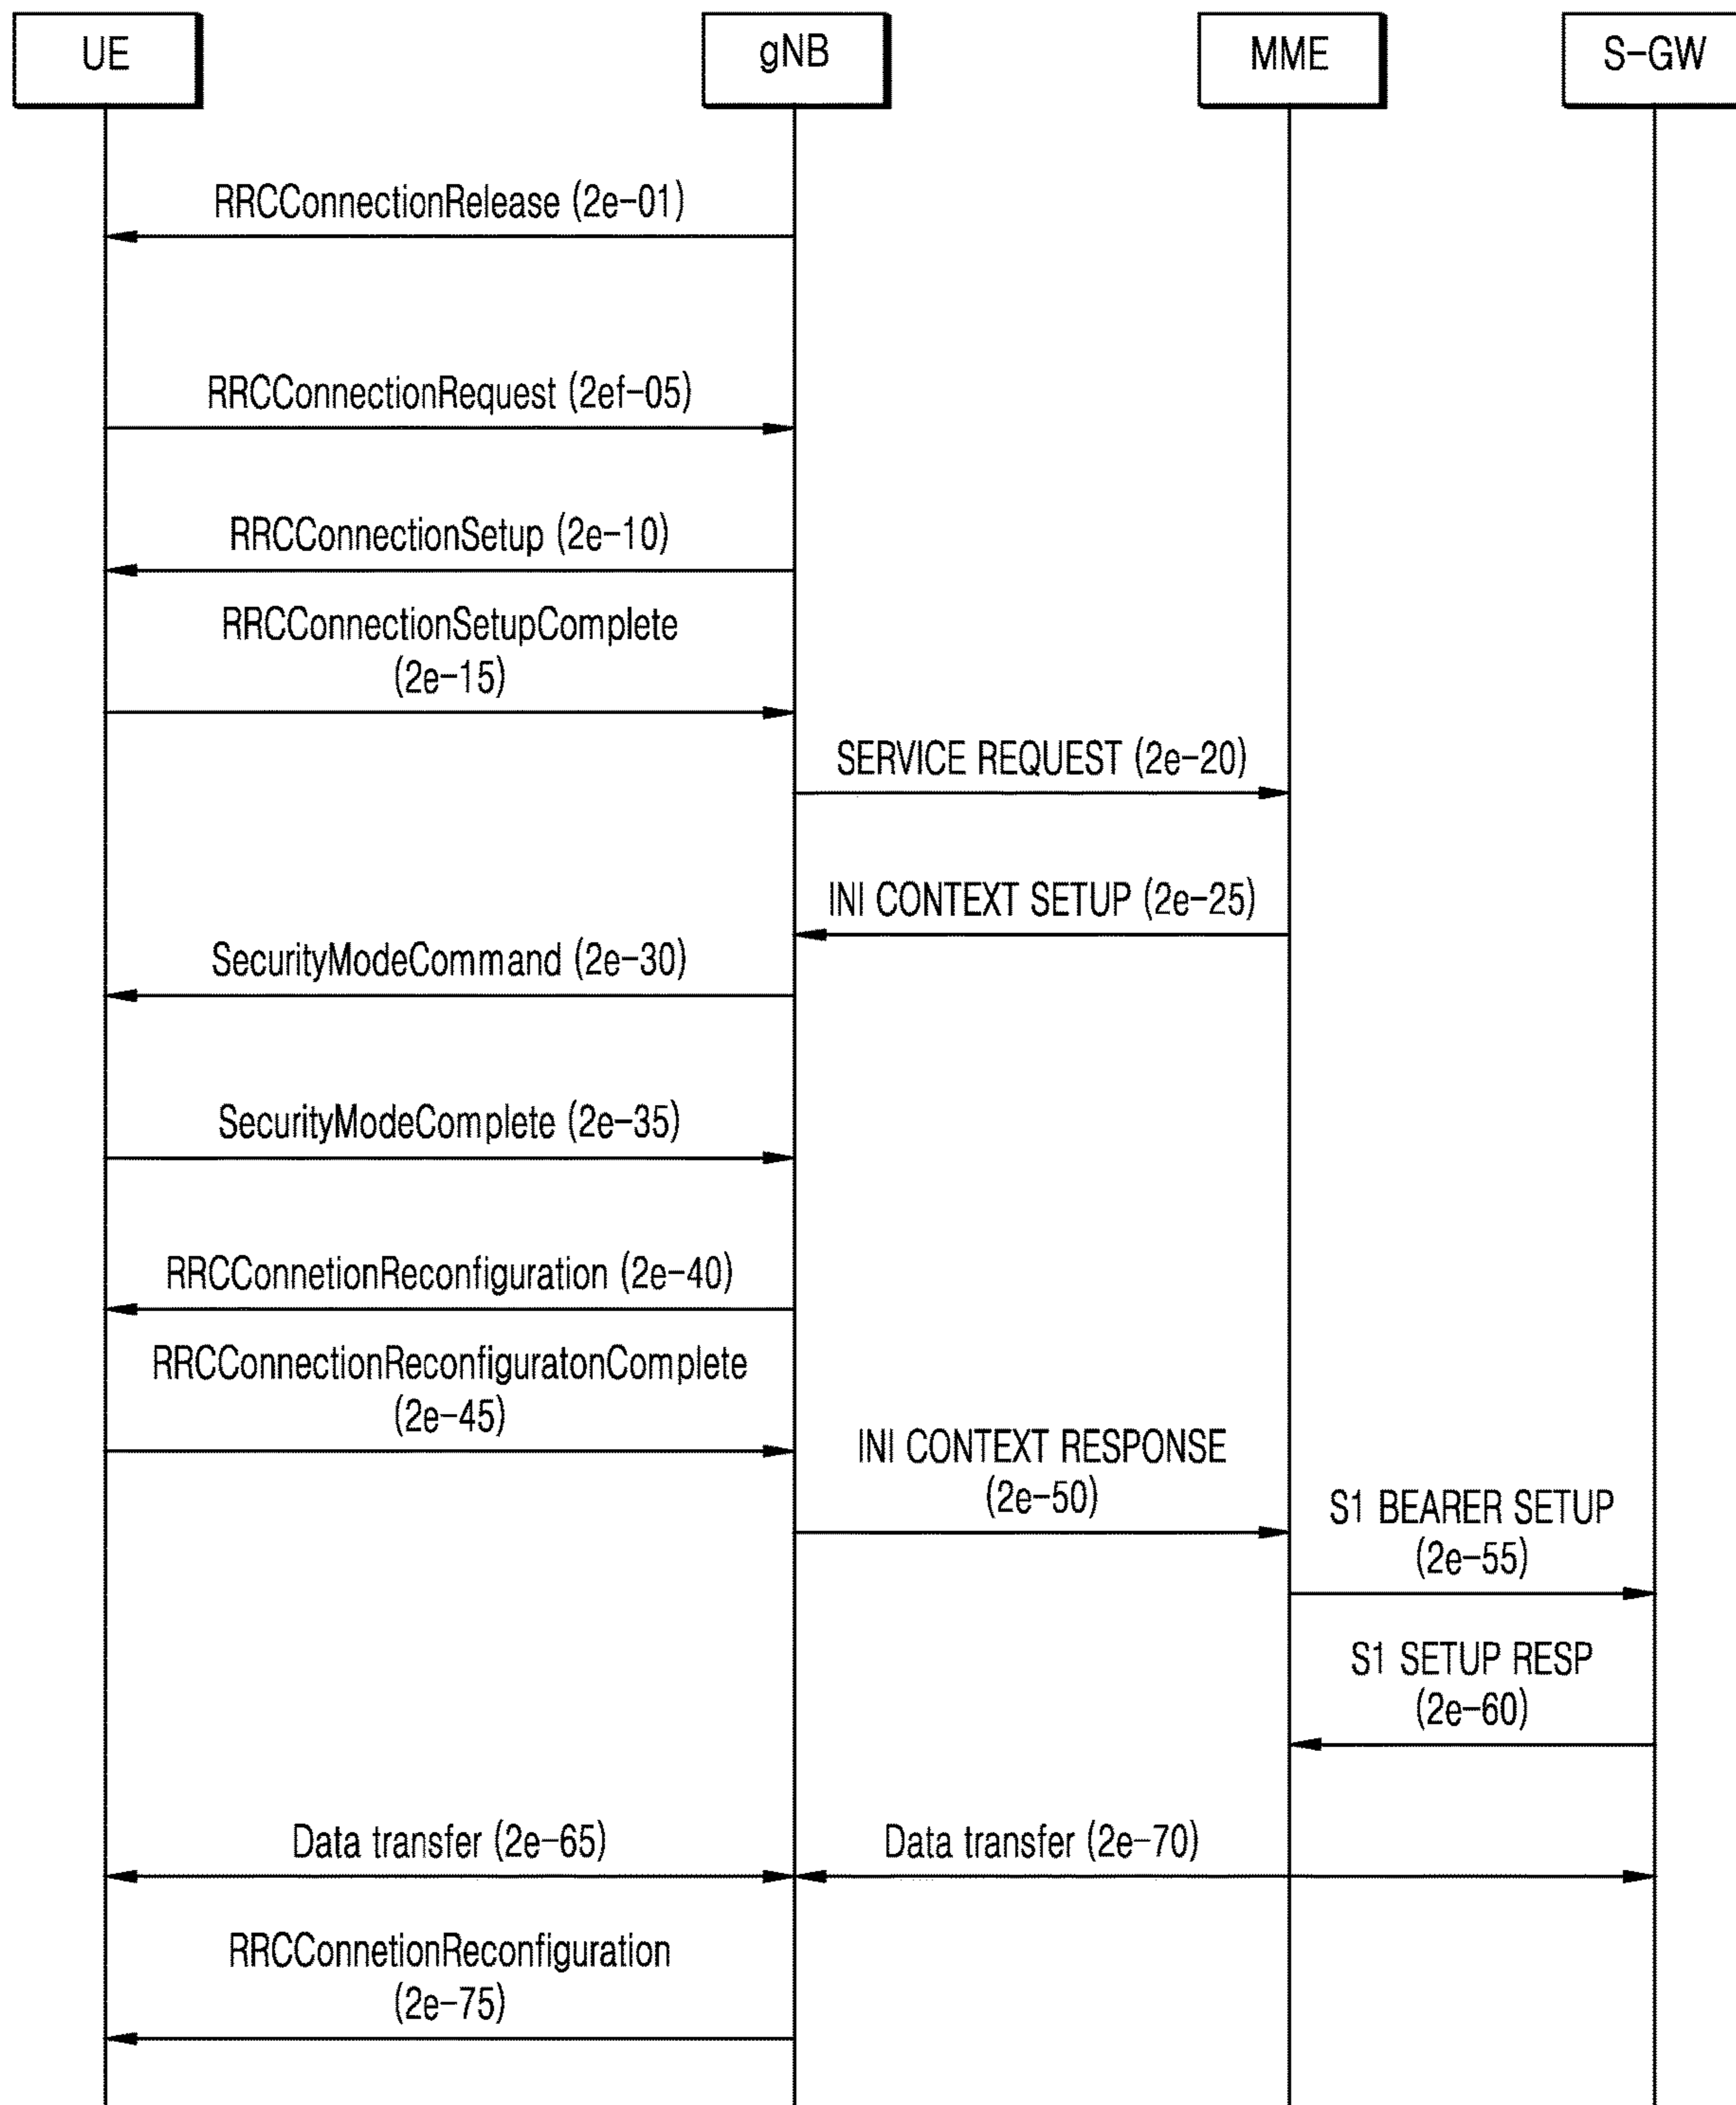 UE
gNB
MME
S-GW
RRCConnectionRelease (2e-01)
RRCConnectionRequest (2ef-05)
RRCConnectionSetup (2e-10)
RRCConnectionSetupComplete
(2e-15)
SERVICE REQUEST (2e-20)
INI CONTEXT SETUP (2e-25)
SecurityModeCommand (2e-30)
SecurityModeComplete (2e-35)
RRCConnetionReconfiguration (2e-40)
RRCConnectionReconfiguratonComplete
(2e-45)
INI CONTEXT RESPONSE
(2e-50)
S1 BEARER SETUP
(2e-55)
S1 SETUP RESP
(2e-60)
Data transfer (2e-65)
Data transfer (2e-70)
RRCConnetionReconfiguration
(2e-75)